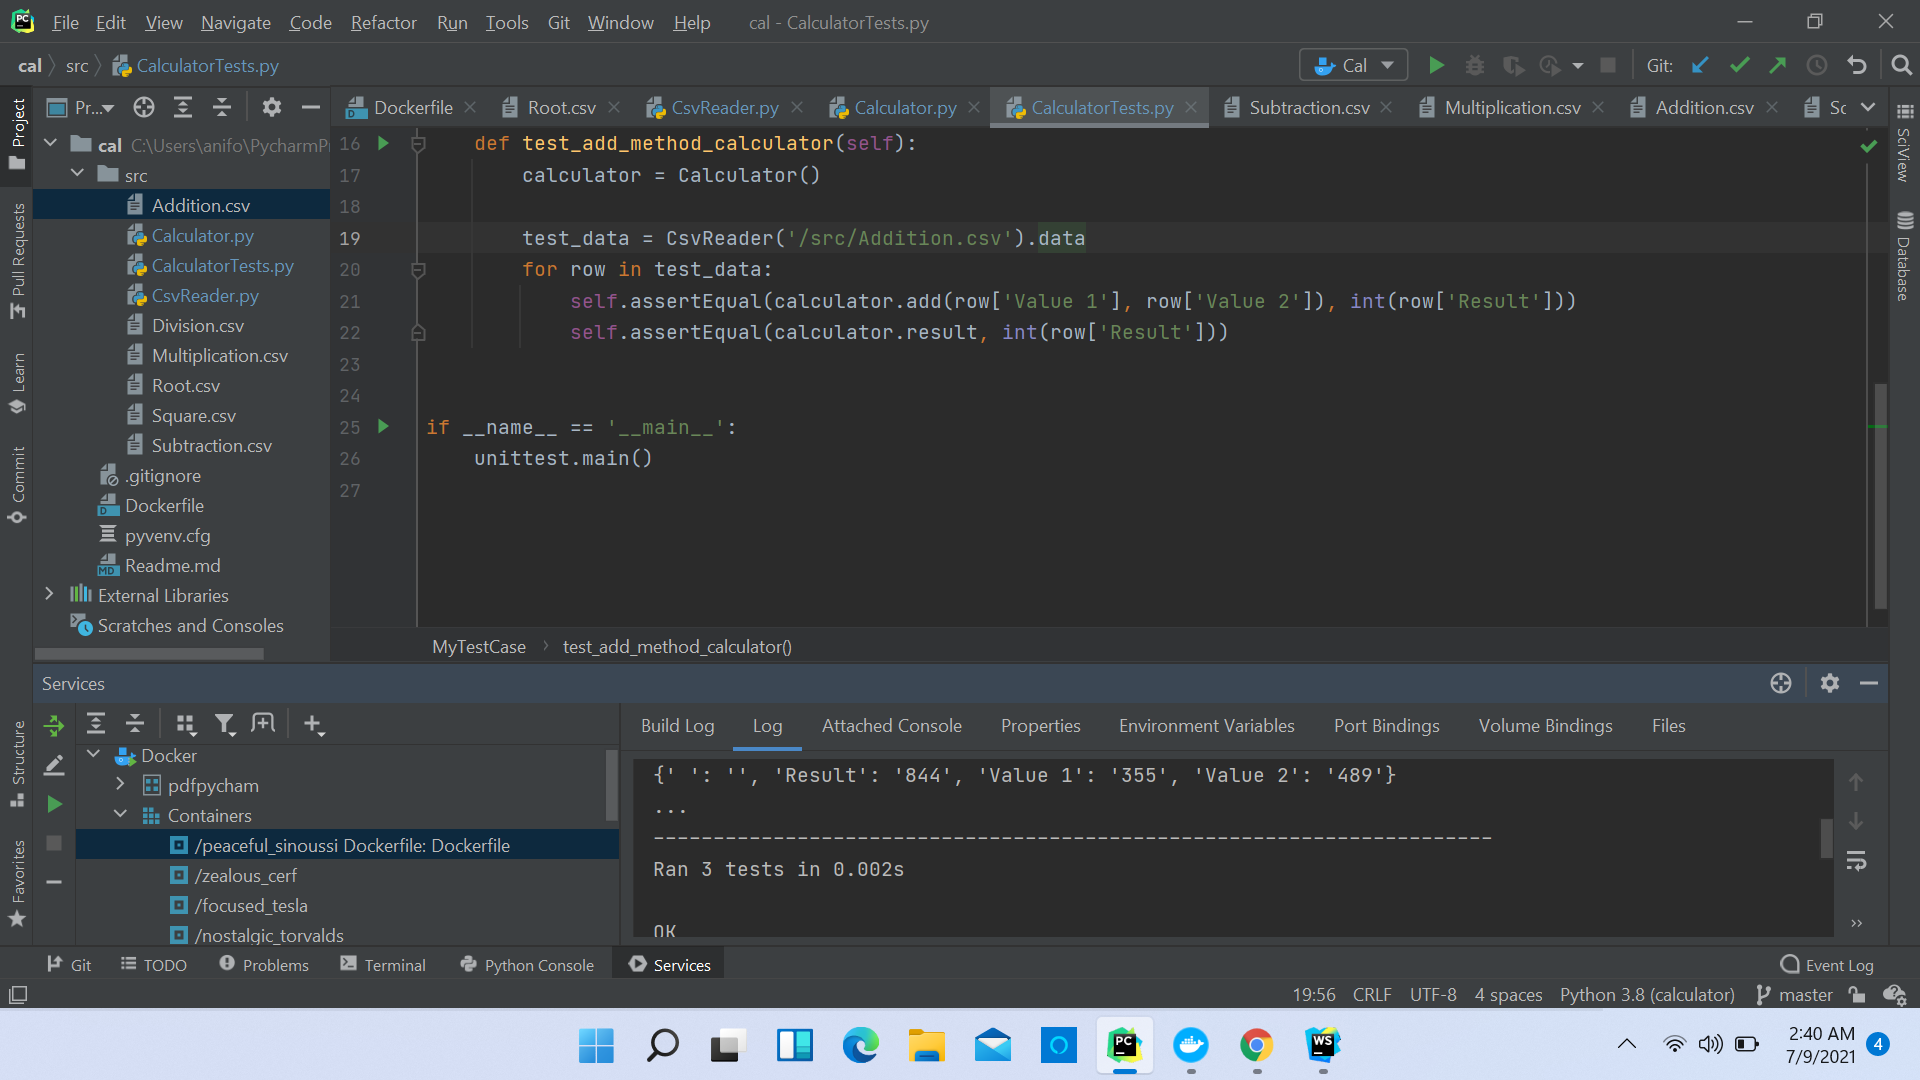 File Edit View Navigate Code Refactor Run Tools Git Window Help cal - CalculatorTests.py
cal src CalculatorTests.py Cal Git:
Pr... Dockerfile Root.csv CsvReader.py Calculator.py CalculatorTests.py Subtraction.csv Multiplication.csv Addition.csv Sc
Project
Pull Requests
Learn
Commit
Structure
Favorites
cal C:\Users\anifo\PycharmP
src
Addition.csv
Calculator.py
CalculatorTests.py
CsvReader.py
Division.csv
Multiplication.csv
Root.csv
Square.csv
Subtraction.csv
.gitignore
Dockerfile
pyvenv.cfg
Readme.md
External Libraries
Scratches and Consoles
16 def test_add_method_calculator(self):
17 calculator = Calculator()
18
19 test_data = CsvReader('/src/Addition.csv').data
20 for row in test_data:
21 self.assertEqual(calculator.add(row['Value 1'], row['Value 2']), int(row['Result']))
22 self.assertEqual(calculator.result, int(row['Result']))
23
24
25 if __name__ == '__main__':
26 unittest.main()
27
MyTestCase test_add_method_calculator()
SciView
Database
Services
Build Log Log Attached Console Properties Environment Variables Port Bindings Volume Bindings Files
Docker
pdfpycham
Containers
/peaceful_sinoussi Dockerfile: Dockerfile
/zealous_cerf
/focused_tesla
/nostalgic_torvalds
{' ': '', 'Result': '844', 'Value 1': '355', 'Value 2': '489'}
...
----------------------------------------------------------------------
Ran 3 tests in 0.002s
OK
Git TODO Problems Terminal Python Console Services Event Log
19:56 CRLF UTF-8 4 spaces Python 3.8 (calculator) master
PC WS
2:40 AM
7/9/2021 4